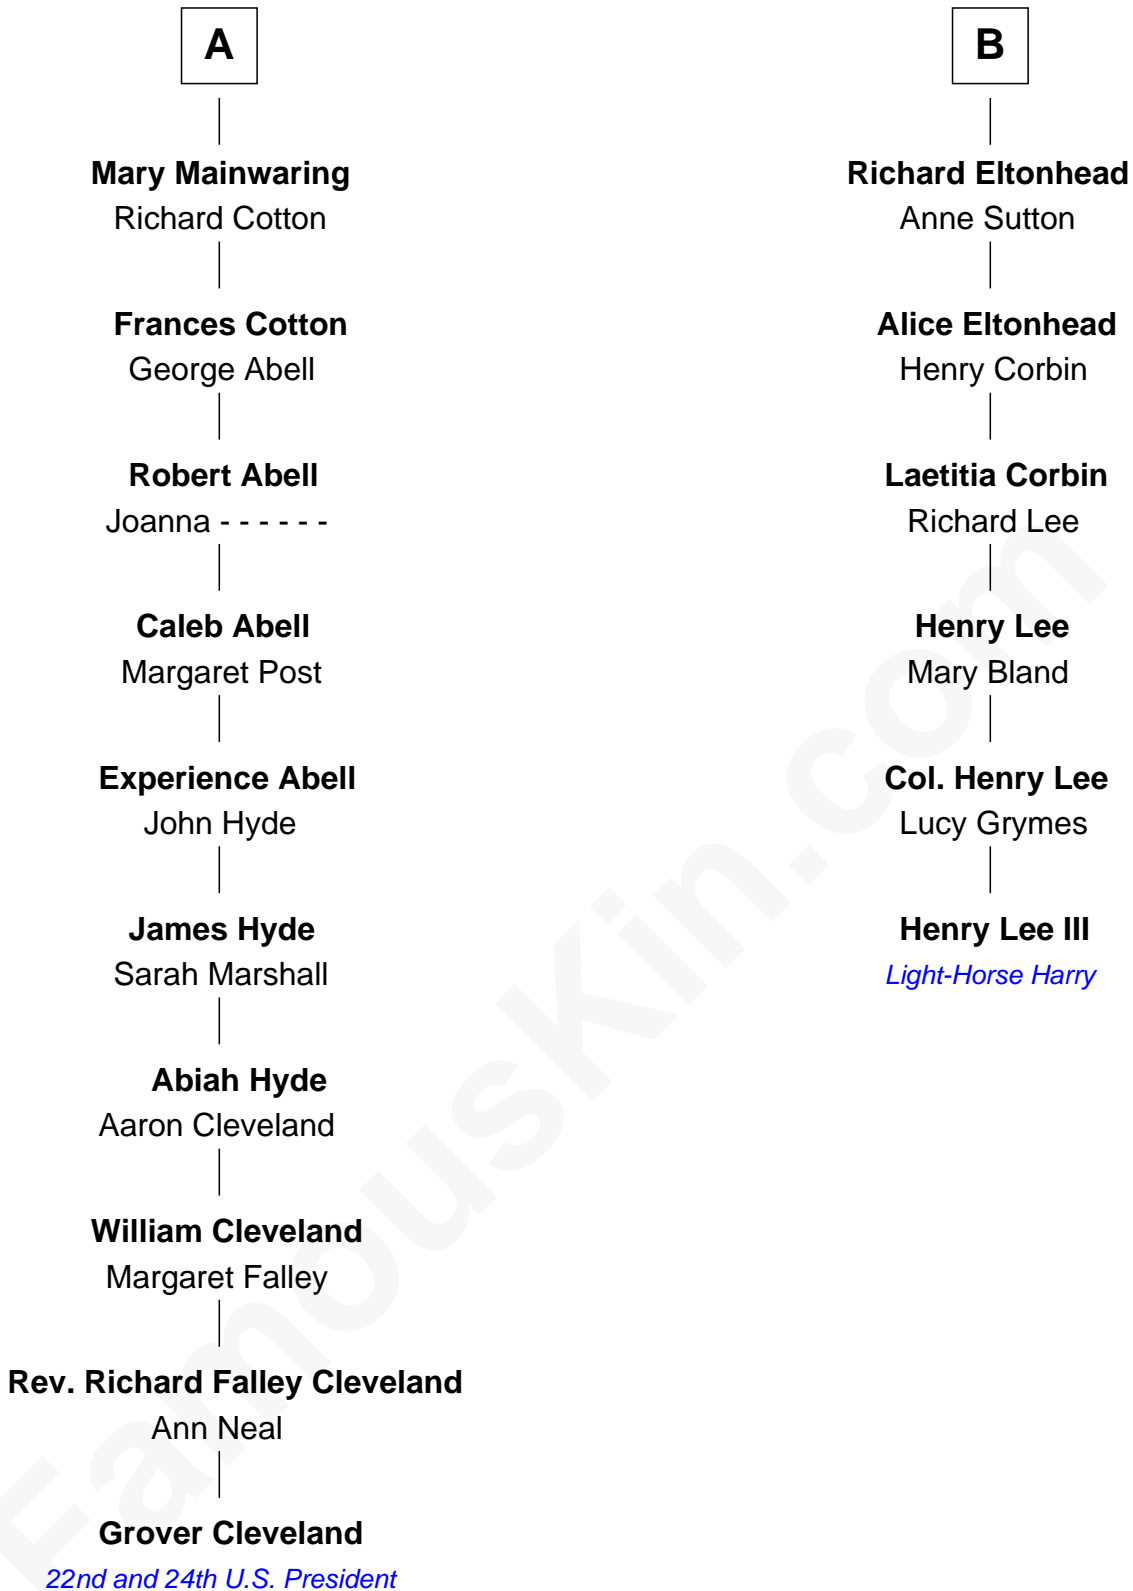 A
Mary Mainwaring
Richard Cotton
Frances Cotton
George Abell
Robert Abell
Joanna - - - - - -
Caleb Abell
Margaret Post
Experience Abell
John Hyde
James Hyde
Sarah Marshall
Abiah Hyde
Aaron Cleveland
William Cleveland
Margaret Falley
Rev. Richard Falley Cleveland
Ann Neal
Grover Cleveland
22nd and 24th U.S. President
B
Richard Eltonhead
Anne Sutton
Alice Eltonhead
Henry Corbin
Laetitia Corbin
Richard Lee
Henry Lee
Mary Bland
Col. Henry Lee
Lucy Grymes
Henry Lee III
Light-Horse Harry
FamousKin.com